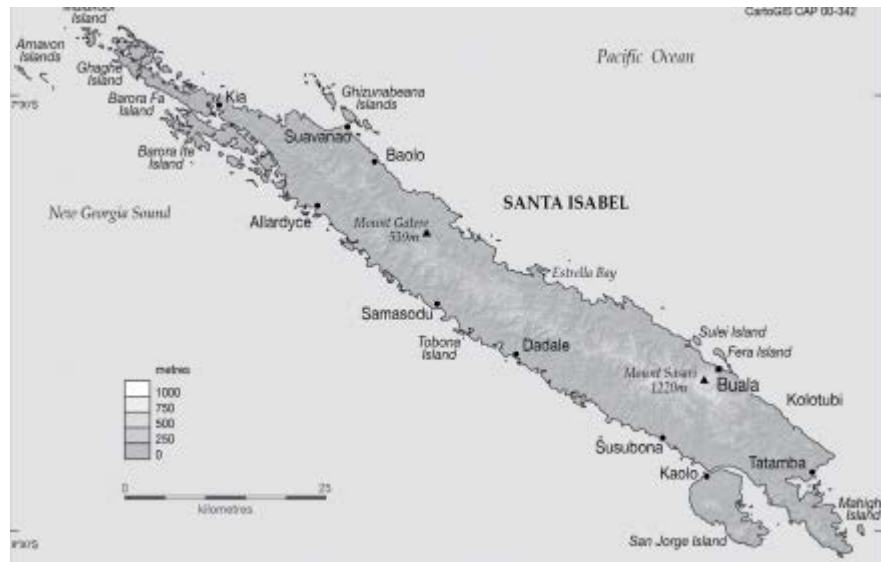 CartoGIS CAP 00-342
Island
Arnavon
Islands
Pacific Ocean
Ghaghe
Island
Kia
Ghizunabeana
Islands
Barora Fa
Island
Suavanao
Barora Ite
Island
Baolo
New Georgia Sound
Allardyce
SANTA ISABEL
Mount Gatere
Estrella Bay
Samasodu
Tobona
Island
Dadale
Sulei Island
Fera Island
Mount Sasari
1220m
Buala
Kolotubi
metres
1000
750
500
250
0
Susubona
Kaolo
Tatamba
0 25
kilometres
Island
San Jorge Island